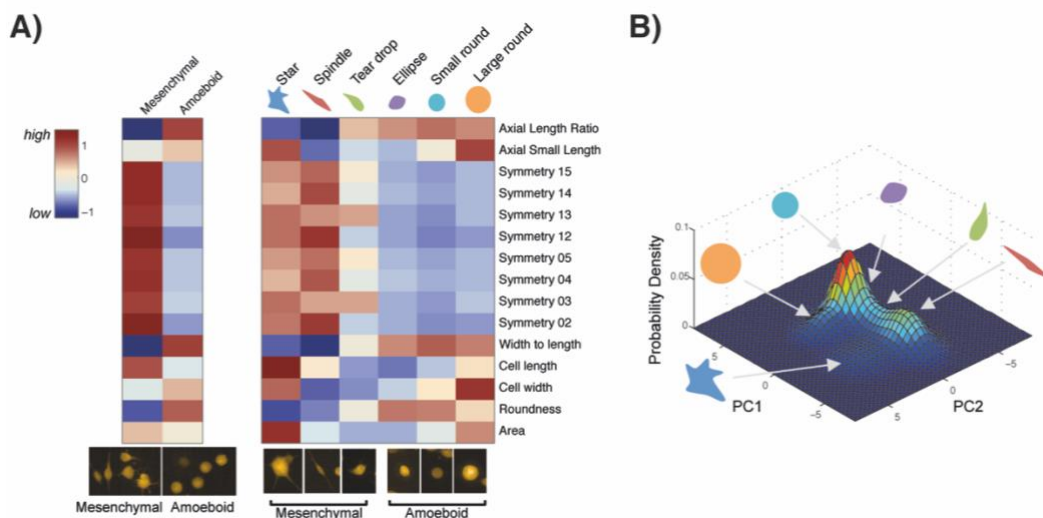 A)
B)
Mesenchymal
Amoeboid
Star
Spindle
Tear drop
Ellipse
Small round
Large round
high
1
0
low
−1
Axial Length Ratio
Axial Small Length
Symmetry 15
Symmetry 14
Symmetry 13
Symmetry 12
Symmetry 05
Symmetry 04
Symmetry 03
Symmetry 02
Width to length
Cell length
Cell width
Roundness
Area
Mesenchymal Amoeboid
Mesenchymal Amoeboid
Probability Density
0.1
0.05
0
5
0
-5
PC1
5
0
-5
PC2